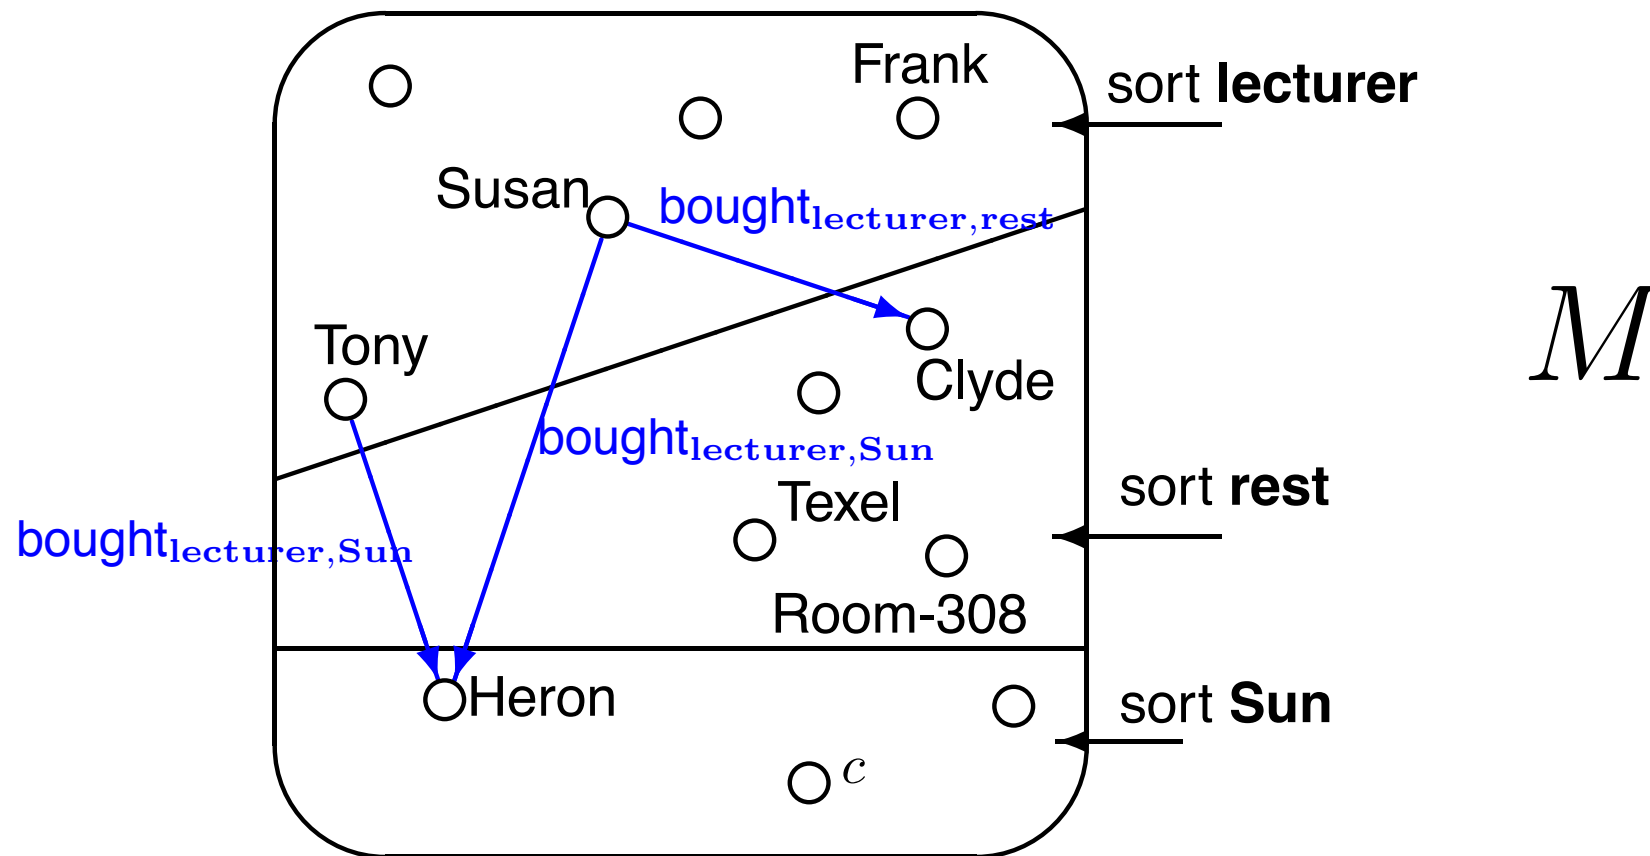 Frank
sort lecturer
Susan
bought_lecturer,rest
M
Tony
Clyde
bought_lecturer,Sun
sort rest
Texel
bought_lecturer,Sun
Room-308
Heron
sort Sun
c